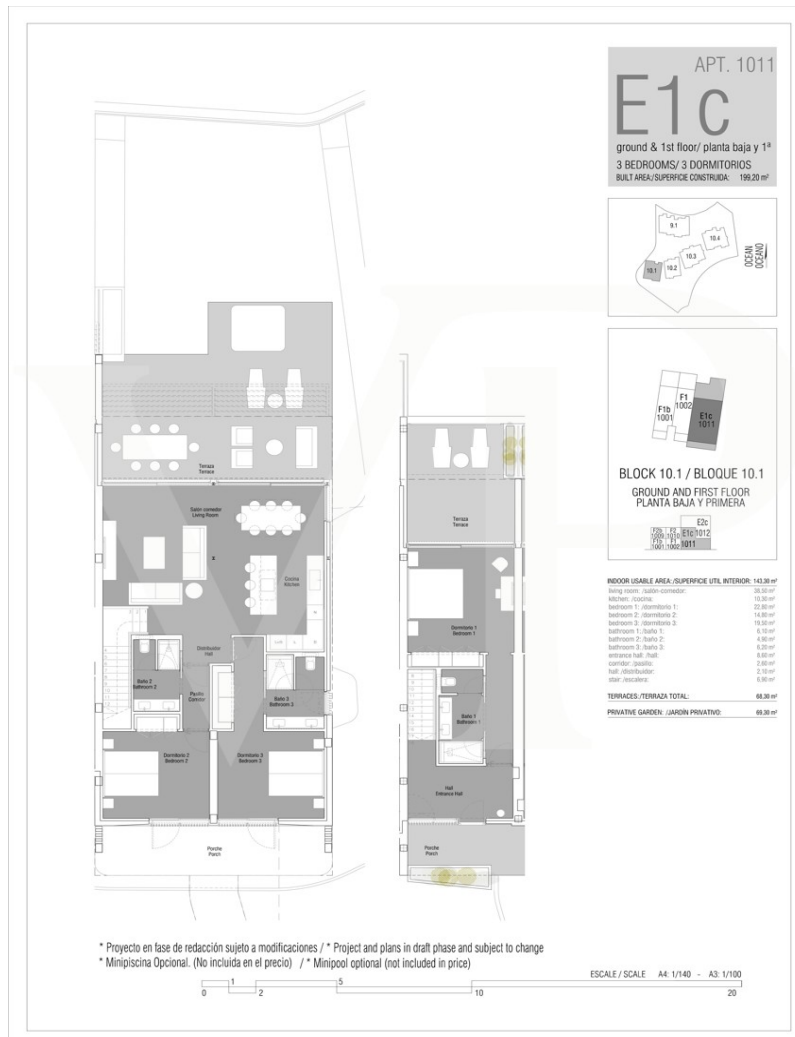 APT. 1011
E1c
ground & 1st floor/ planta baja y 1ª
3 BEDROOMS/ 3 DORMITORIOS
BUILT AREA:/SUPERFICIE CONSTRUIDA: 199,20 m²
9.1
10.4
10.3
10.2
10.1
OCEAN
OCEANO
F1b
1001
F1
1002
E1c
1011
BLOCK 10.1 / BLOQUE 10.1
GROUND AND FIRST FLOOR
PLANTA BAJA Y PRIMERA
E2c
F2b F2 E1c 1012
1009 1010
F1b F1 1011
1001 1002
INDOOR USABLE AREA:/SUPERFICIE UTIL INTERIOR: 143,30 m²
living room: /salón-comedor: 38,50 m²
kitchen: /cocina: 10,30 m²
bedroom 1: /dormitorio 1: 22,80 m²
bedroom 2: /dormitorio 2: 14,80 m²
bedroom 3: /dormitorio 3: 19,50 m²
bathroom 1: /baño 1: 6,10 m²
bathroom 2: /baño 2: 4,90 m²
bathroom 3: /baño 3: 6,20 m²
entrance hall: /hall:
corridor: /pasillo: 2,60 m²
hall: /distribuidor: 2,10 m²
stair: /escalera:
TERRACES:/TERRAZA TOTAL: 68,30 m²
PRIVATIVE GARDEN: /JARDÍN PRIVATIVO: 69,30 m²
Terraza
Terrace
Salón comedor
Living Room
Cocina
Kitchen
Distribuidor
Hall
Baño 2
Bathroom 2
Pasillo
Corridor
Baño 3
Bathroom 3
Dormitorio 2
Bedroom 2
Dormitorio 3
Bedroom 3
Porche
Porch
Terraza
Terrace
Dormitorio 1
Bedroom 1
Baño 1
Bathroom 1
Hall
Entrance Hall
Porche
Porch
* Proyecto en fase de redacción sujeto a modificaciones / * Project and plans in draft phase and subject to change
* Minipiscina Opcional. (No incluida en el precio) / * Minipool optional (not included in price)
ESCALE / SCALE A4: 1/140 - A3: 1/100
0 1 2 5 10 20